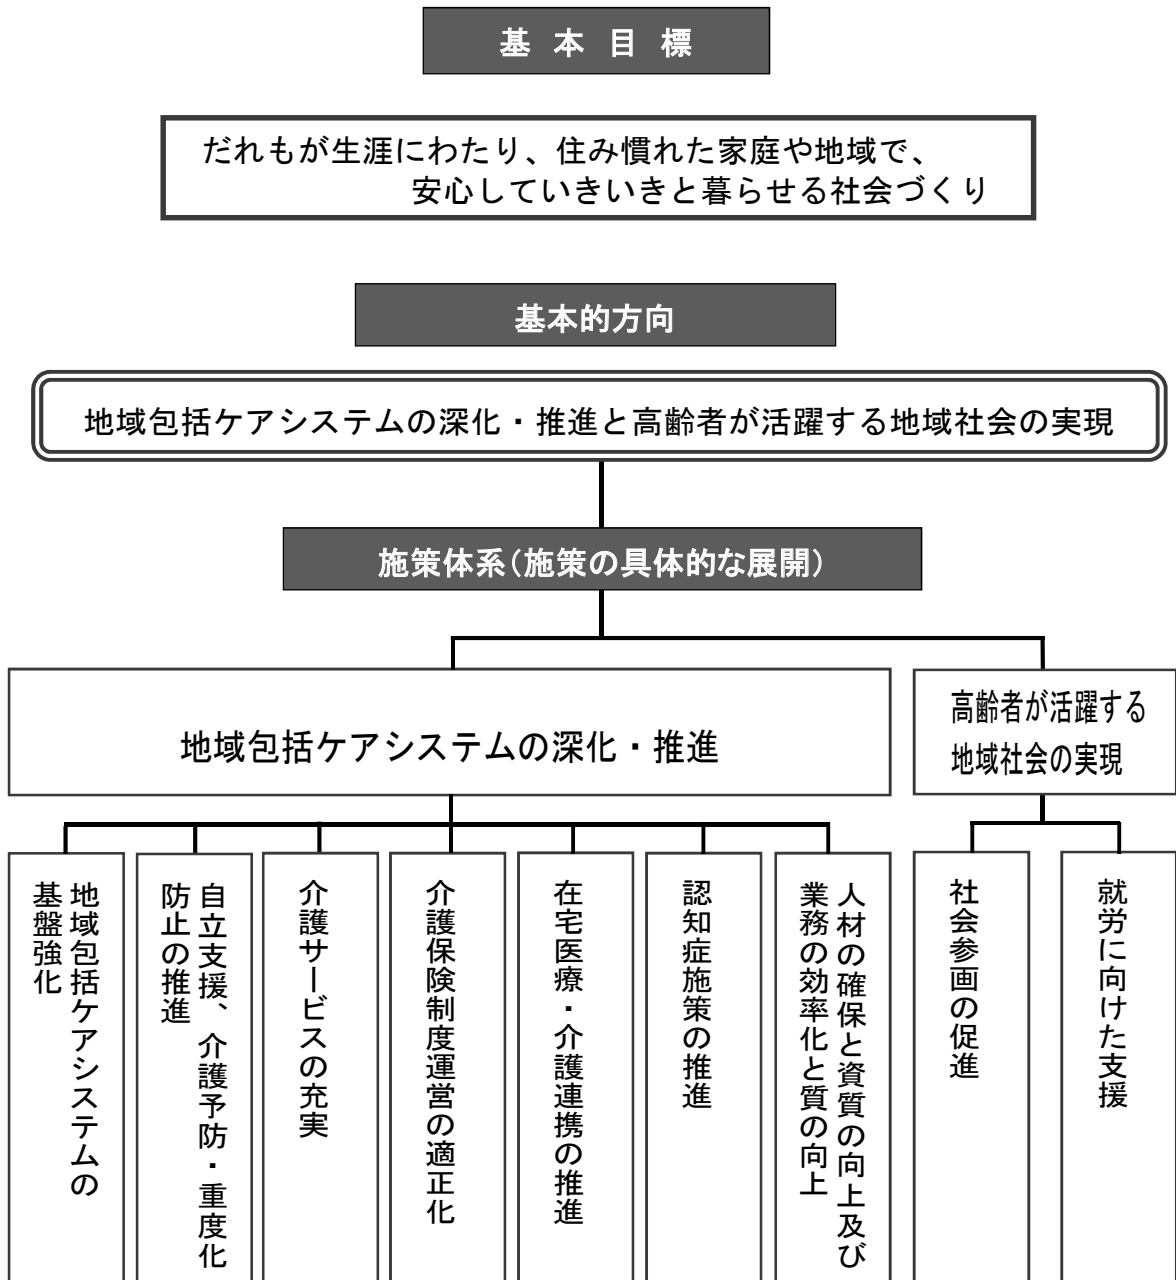 基本目標
だれもが生涯にわたり、住み慣れた家庭や地域で、
安心していきいきと暮らせる社会づくり
基本的方向
地域包括ケアシステムの深化・推進と高齢者が活躍する地域社会の実現
施策体系(施策の具体的な展開)
地域包括ケアシステムの深化・推進
高齢者が活躍する
地域社会の実現
地域包括ケアシステムの
基盤強化
自立支援、介護予防・重度化
防止の推進
介護サービスの充実
介護保険制度運営の適正化
在宅医療・介護連携の推進
認知症施策の推進
人材の確保と資質の向上及び
業務の効率化と質の向上
社会参画の促進
就労に向けた支援